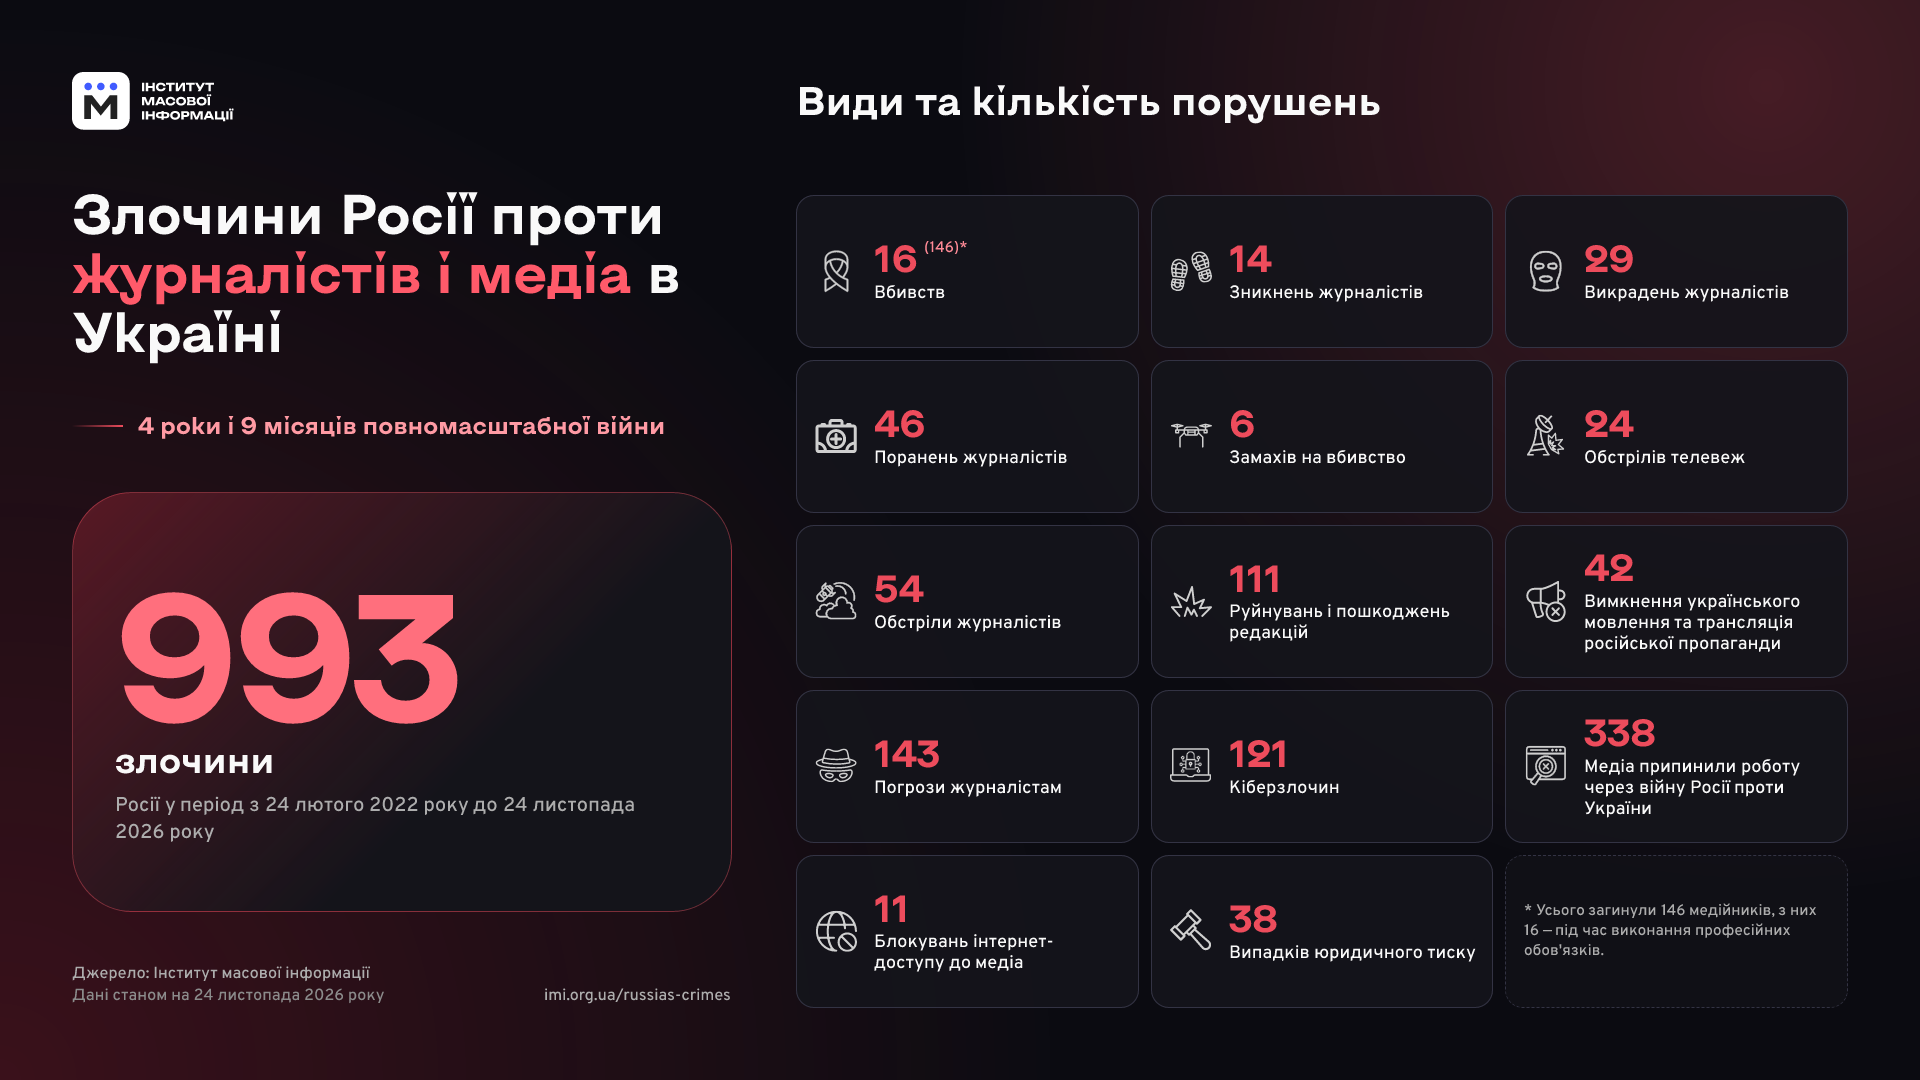 ІНСТИТУТ
МАСОВОЇ
ІНФОРМАЦІЇ
Злочини Росії проти
журналістів і медіа в
Україні
4 роки і 9 місяців повномасштабної війни
993
злочини
Росії у період з 24 лютого 2022 року до 24 листопада
2026 року
Джерело: Інститут масової інформації
Дані станом на 24 листопада 2026 року
imi.org.ua/russias-crimes
Види та кількість порушень
16 (146)*
Вбивств
14
Зникнень журналістів
29
Викрадень журналістів
46
Поранень журналістів
6
Замахів на вбивство
24
Обстрілів телевеж
54
Обстріли журналістів
111
Руйнувань і пошкоджень
редакцій
42
Вимкнення українського
мовлення та трансляція
російської пропаганди
143
Погрози журналістам
121
Кіберзлочин
338
Медіа припинили роботу
через війну Росії проти
України
11
Блокувань інтернет-
доступу до медіа
38
Випадків юридичного тиску
* Усього загинули 146 медійників, з них
16 – під час виконання професійних
обов'язків.